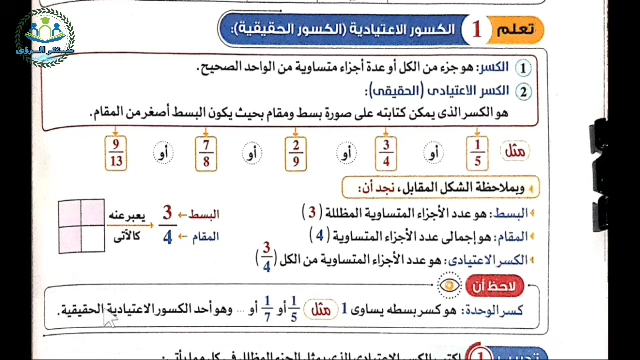 تعلم 1 الكسور الاعتيادية (الكسور الحقيقية):
1 الكسر: هو جزء من الكل أو عدة أجزاء متساوية من الواحد الصحيح.
2 الكسر الاعتيادى (الحقيقى):
هو الكسر الذى يمكن كتابته على صورة بسط ومقام بحيث يكون البسط أصغر من المقام.
مثل 1/5 أو 3/4 أو 2/9 أو 7/8 أو 9/13
وبملاحظة الشكل المقابل، نجد أن:
البسط: هو عدد الأجزاء المتساوية المظللة (3)
المقام: هو إجمالى عدد الأجزاء المتساوية (4)
الكسر الاعتيادى: هو عدد الأجزاء المتساوية من الكل (3/4)
البسط ← 3
المقام ← 4
يعبر عنه
كالآتى
لاحظ أن
كسر الوحدة: هو كسر بسطه يساوى 1 مثل 1/5 أو 1/7 أو ... وهو أحد الكسور الاعتيادية الحقيقية.